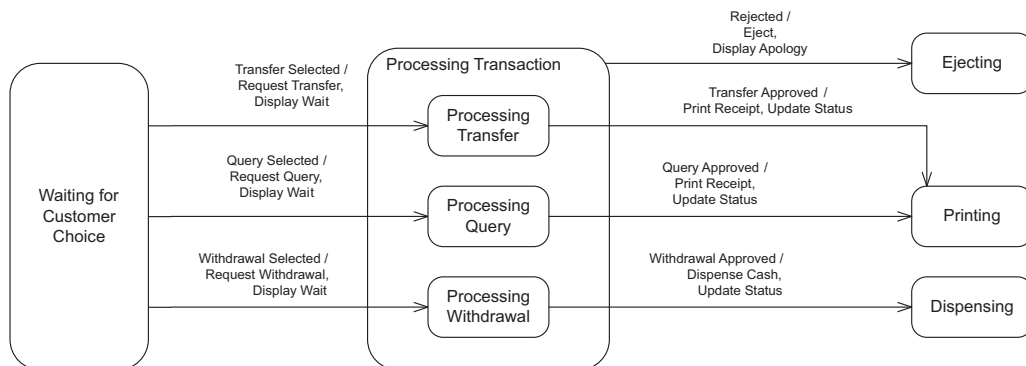 Rejected /
Eject,
Display Apology
Ejecting
Processing Transaction
Transfer Selected /
Request Transfer,
Display Wait
Transfer Approved /
Print Receipt, Update Status
Processing
Transfer
Query Selected /
Request Query,
Display Wait
Query Approved /
Print Receipt,
Update Status
Waiting for
Customer
Choice
Processing
Query
Printing
Withdrawal Selected /
Request Withdrawal,
Display Wait
Withdrawal Approved /
Dispense Cash,
Update Status
Processing
Withdrawal
Dispensing